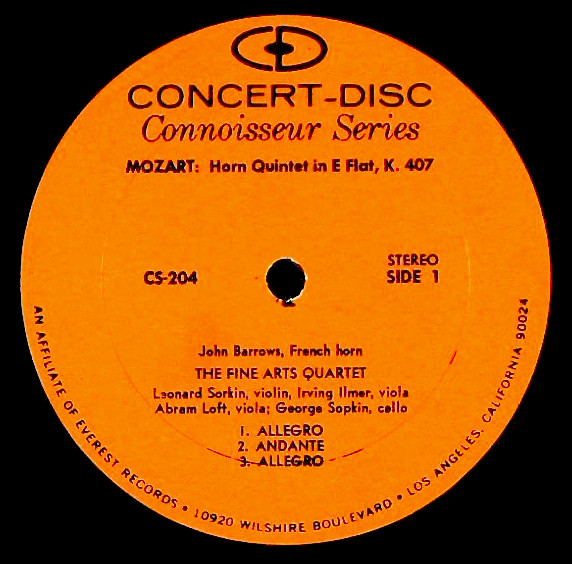 CD
CONCERT-DISC
Connoisseur Series
MOZART: Horn Quintet in E Flat, K. 407
CS-204
STEREO
SIDE 1
John Barrows, French horn
THE FINE ARTS QUARTET
Leonard Sorkin, violin, Irving Ilmer, viola
Abram Loft, viola; George Sopkin, cello
1. ALLEGRO
2. ANDANTE
3. ALLEGRO
AN AFFILIATE OF EVEREST RECORDS • 10920 WILSHIRE BOULEVARD • LOS ANGELES, CALIFORNIA 90024